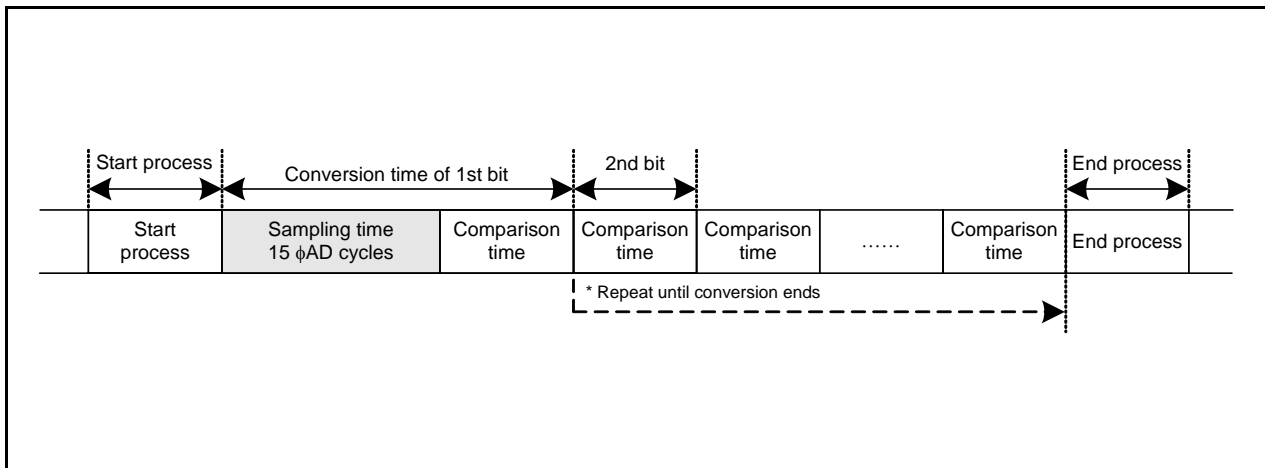 Start process
Conversion time of 1st bit
2nd bit
End process
Start
process
Sampling time
15 ϕAD cycles
Comparison
time
Comparison
time
Comparison
time
......
Comparison
time
End process
* Repeat until conversion ends